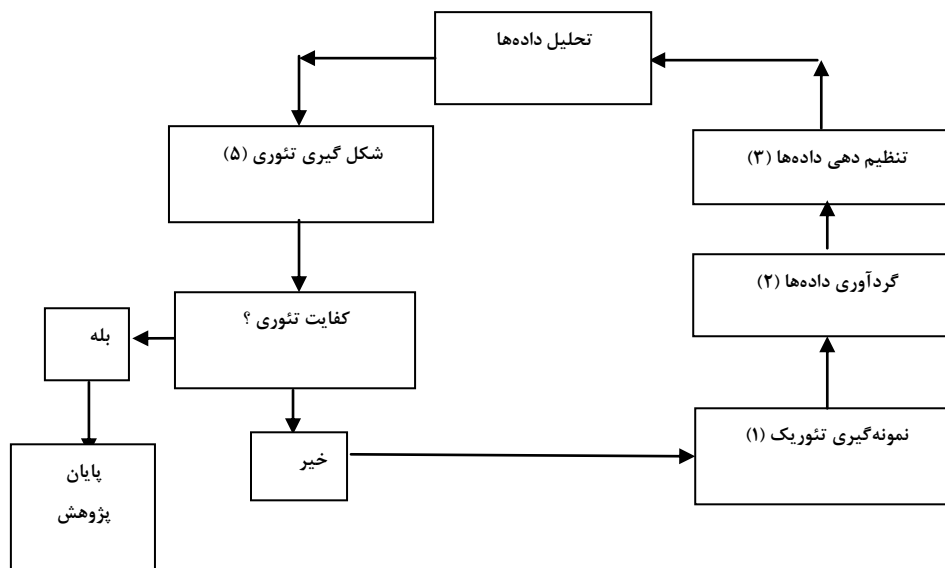 تحلیل داده‌ها
شکل گیری تئوری (۵)
تنظیم دهی داده‌ها (۳)
گردآوری داده‌ها (۲)
کفایت تئوری ؟
بله
نمونه‌گیری تئوریک (۱)
خیر
پایان
پژوهش